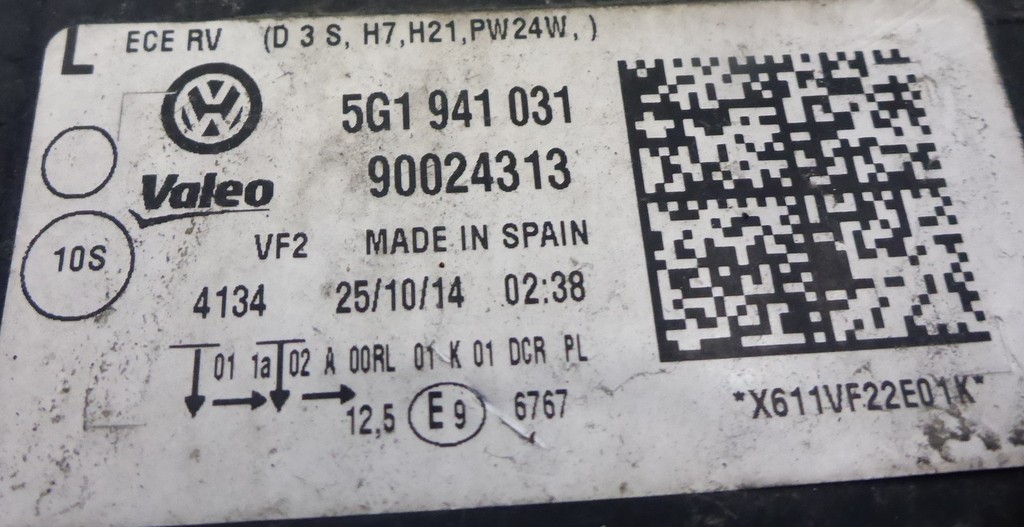 L ECE RV (D 3 S, H7,H21,PW24W, )
5G1 941 031
90024313
Valeo
10S
VF2 MADE IN SPAIN
4134 25/10/14 02:38
01 1a 02 A 00RL 01 K 01 DCR PL
12,5 E 9 6767
*X611VF22E01K*